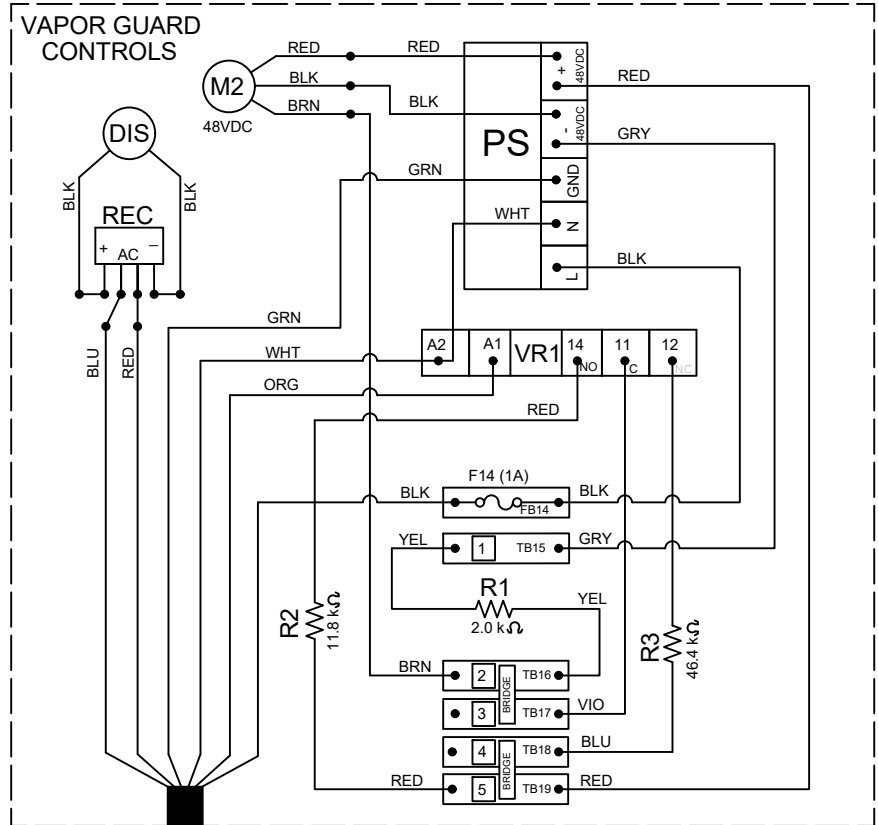 VAPOR GUARD
CONTROLS
RED
RED
M2
BLK
BLK
BRN
48VDC
PS
+
48VDC
-
48VDC
GND
N
L
RED
GRY
GRN
WHT
BLK
DIS
BLK
BLK
REC
+
AC
–
BLU
RED
GRN
WHT
ORG
A2
A1
VR1
14
NO
11
C
12
NC
RED
F14 (1A)
BLK
FB14
BLK
YEL
1
TB15
GRY
R1
2.0 kΩ
YEL
R2
11.8 kΩ
R3
46.4 kΩ
BRN
2
TB16
BRIDGE
3
TB17
VIO
4
TB18
BLU
BRIDGE
RED
5
TB19
RED